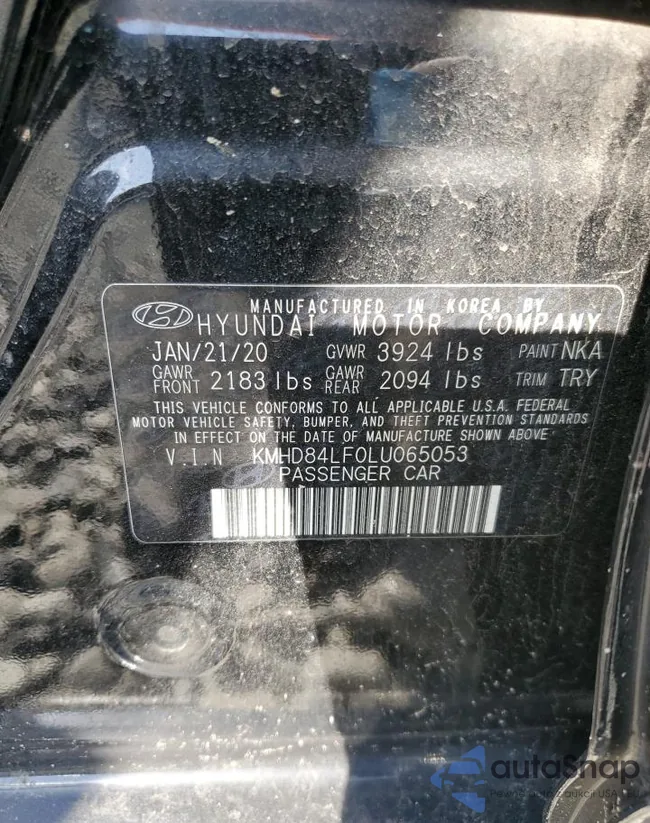 MANUFACTURED IN KOREA BY
HYUNDAI MOTOR COMPANY
JAN/21/20 GVWR 3924 lbs PAINT NKA
GAWR FRONT 2183 lbs GAWR REAR 2094 lbs TRIM TRY
THIS VEHICLE CONFORMS TO ALL APPLICABLE U.S.A. FEDERAL
MOTOR VEHICLE SAFETY, BUMPER, AND THEFT PREVENTION STANDARDS
IN EFFECT ON THE DATE OF MANUFACTURE SHOWN ABOVE
V.I.N KMHD84LF0LU065053
PASSENGER CAR
autoSnap